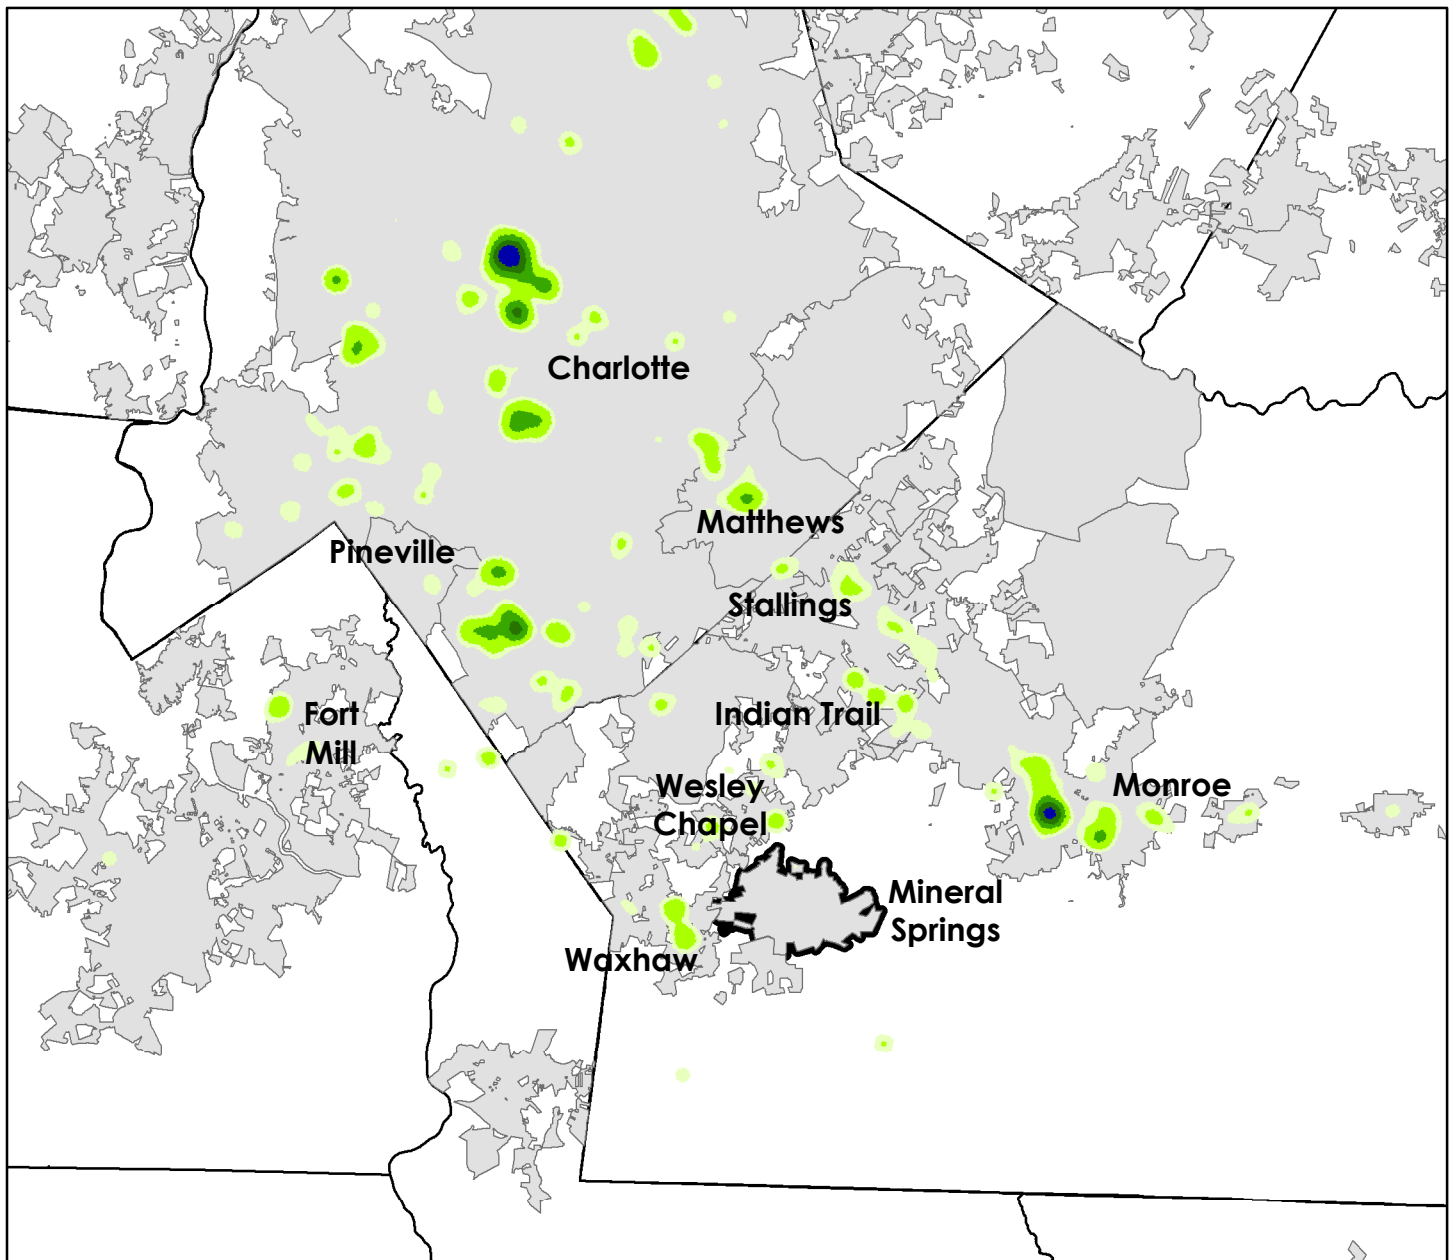 Charlotte
Matthews
Pineville
Stallings
Fort
Mill
Indian Trail
Wesley
Chapel
Monroe
Mineral
Springs
Waxhaw